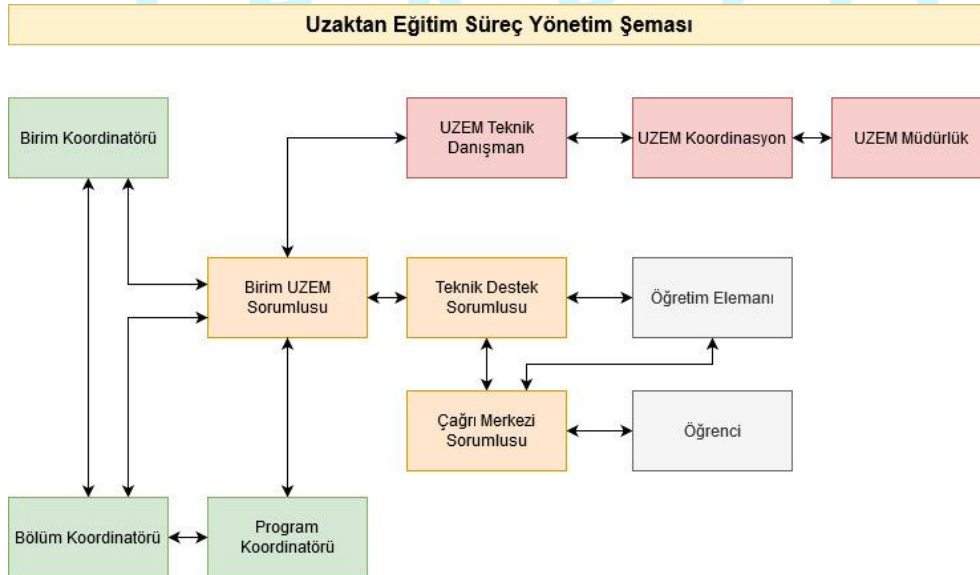 Uzaktan Eğitim Süreç Yönetim Şeması
Birim Koordinatörü
UZEM Teknik
Danışman
UZEM Koordinasyon
UZEM Müdürlük
Birim UZEM
Sorumlusu
Teknik Destek
Sorumlusu
Öğretim Elemanı
Çağrı Merkezi
Sorumlusu
Öğrenci
Bölüm Koordinatörü
Program
Koordinatörü